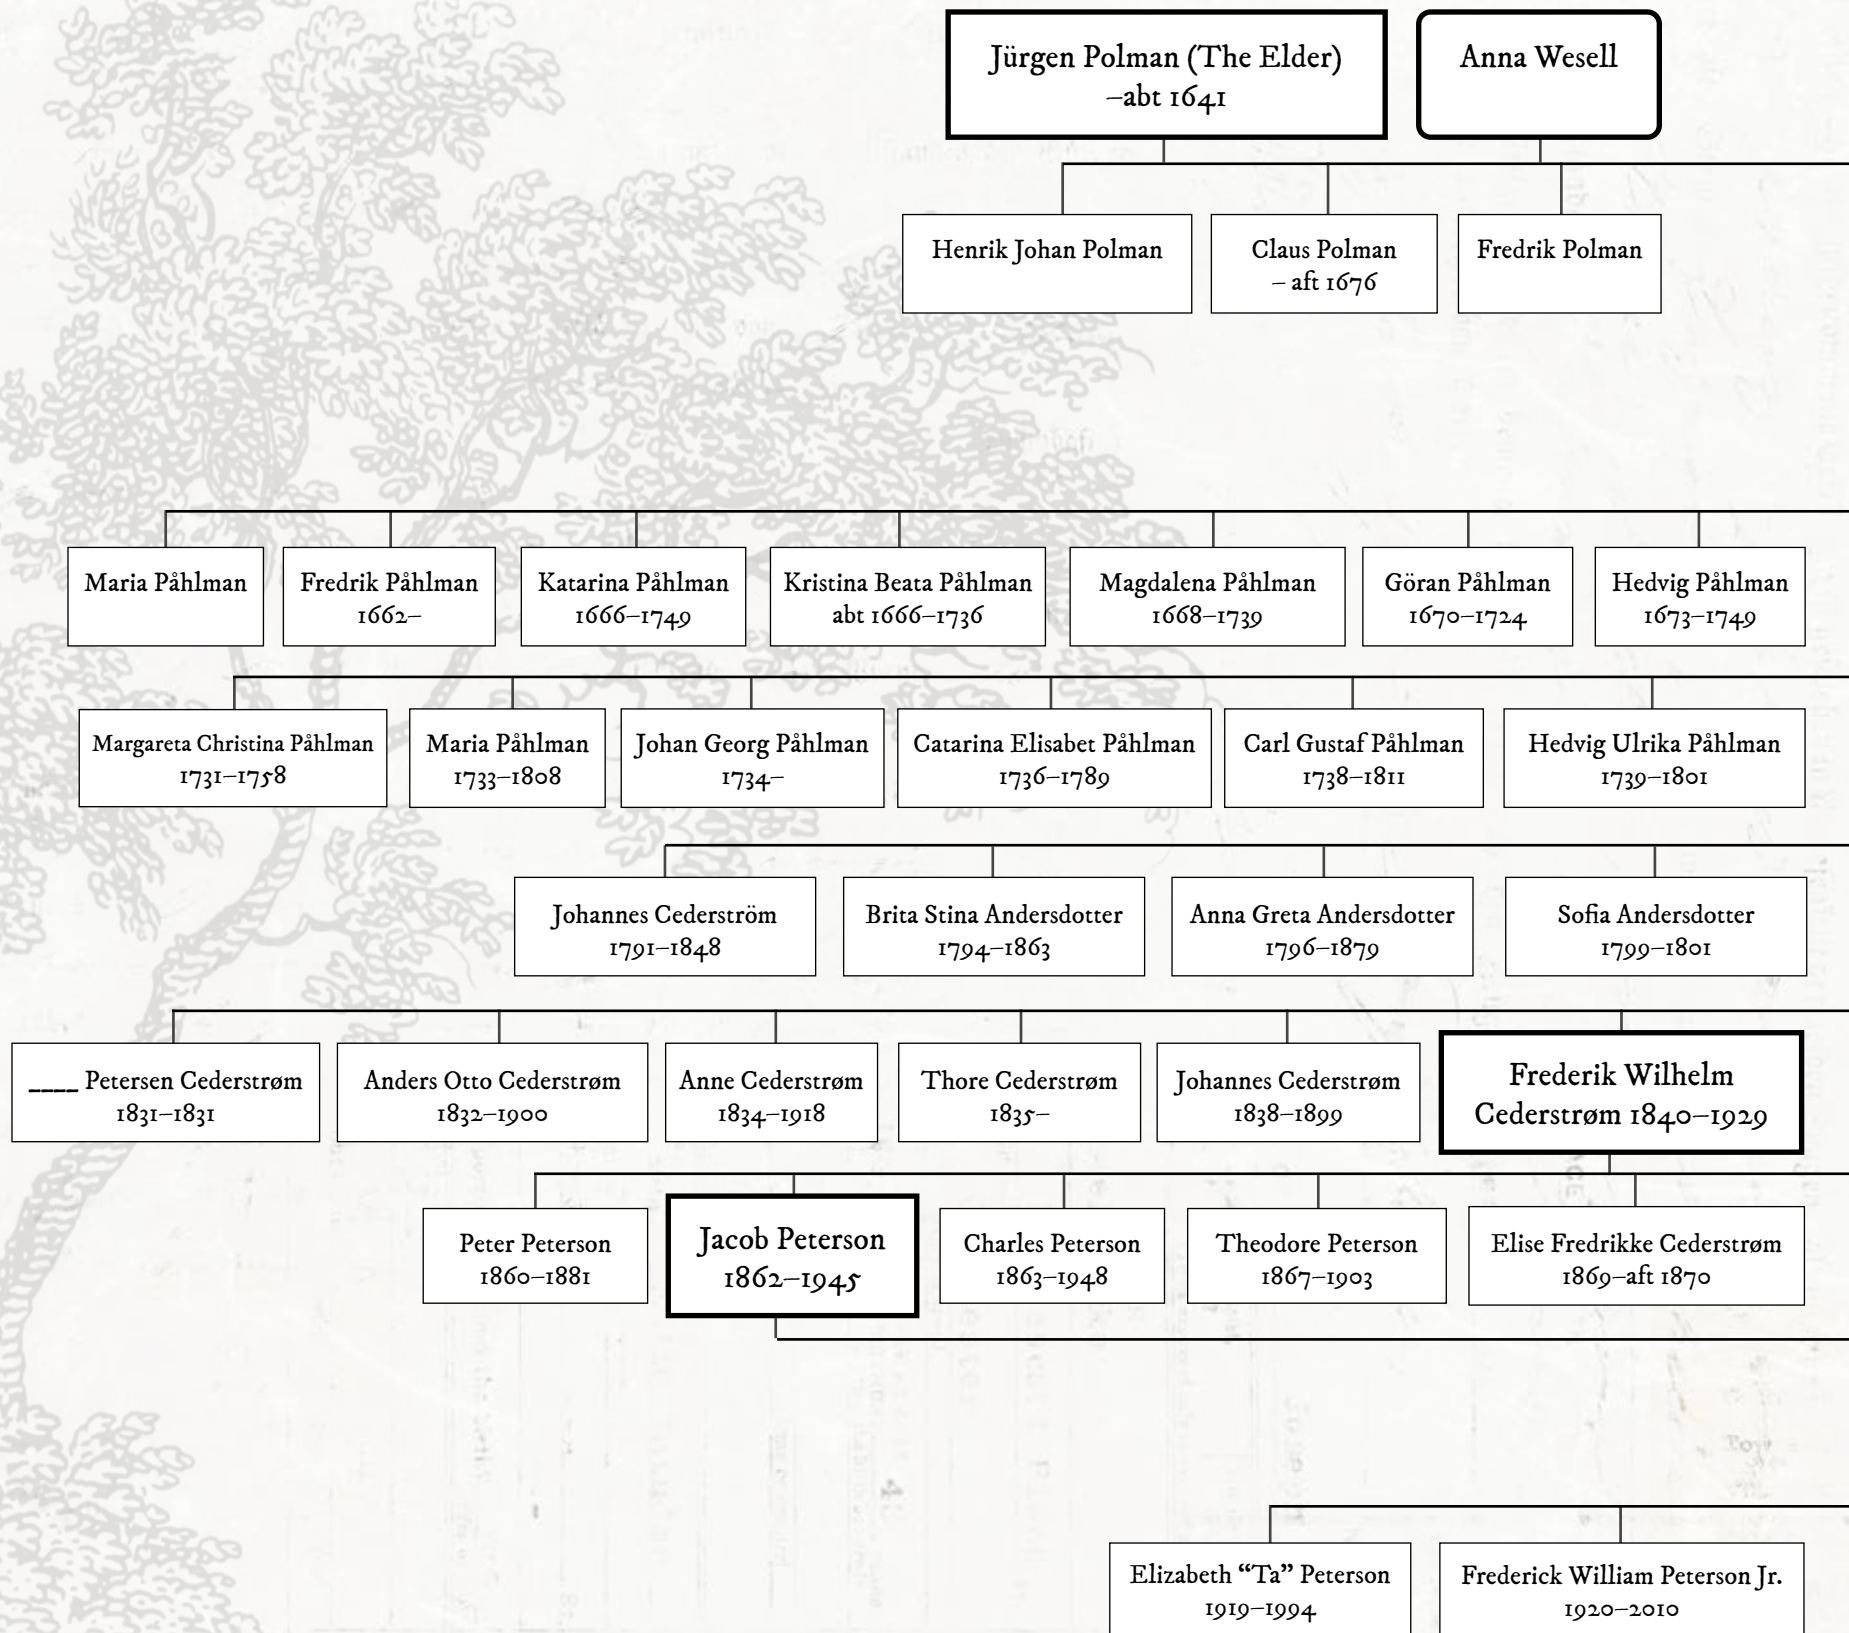 Jürgen Polman (The Elder)
–abt 1641
Anna Wesell
Henrik Johan Polman
Claus Polman
– aft 1676
Fredrik Polman
Maria Påhlman
Fredrik Påhlman
1662–
Katarina Påhlman
1666–1749
Kristina Beata Påhlman
abt 1666–1736
Magdalena Påhlman
1668–1739
Göran Påhlman
1670–1724
Hedvig Påhlman
1673–1749
Margareta Christina Påhlman
1731–1758
Maria Påhlman
1733–1808
Johan Georg Påhlman
1734–
Catarina Elisabet Påhlman
1736–1789
Carl Gustaf Påhlman
1738–1811
Hedvig Ulrika Påhlman
1739–1801
Johannes Cederström
1791–1848
Brita Stina Andersdotter
1794–1863
Anna Greta Andersdotter
1796–1879
Sofia Andersdotter
1799–1801
____ Petersen Cederstrøm
1831–1831
Anders Otto Cederstrøm
1832–1900
Anne Cederstrøm
1834–1918
Thore Cederstrøm
1835–
Johannes Cederstrøm
1838–1899
Frederik Wilhelm
Cederstrøm 1840–1929
Peter Peterson
1860–1881
Jacob Peterson
1862–1945
Charles Peterson
1863–1948
Theodore Peterson
1867–1903
Elise Fredrikke Cederstrøm
1869–aft 1870
Elizabeth “Ta” Peterson
1919–1994
Frederick William Peterson Jr.
1920–2010